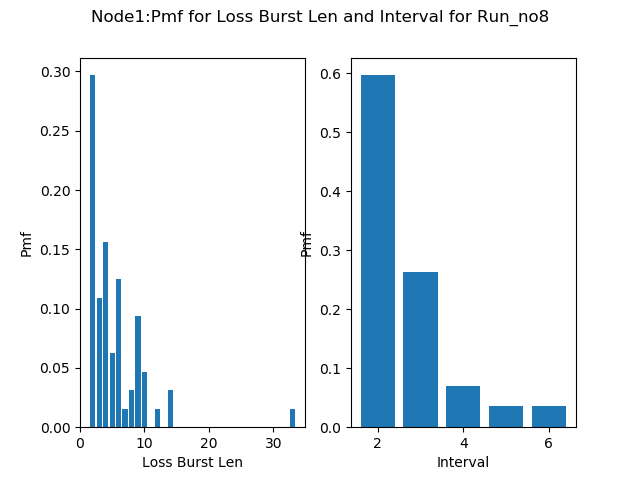 Node1:Pmf for Loss Burst Len and Interval for Run_no8
0.30
0.25
0.20
0.15
0.10
0.05
0.00
Pmf
0 10 20 30
Loss Burst Len
0.6
0.5
0.4
0.3
0.2
0.1
0.0
Pmf
2 4 6
Interval